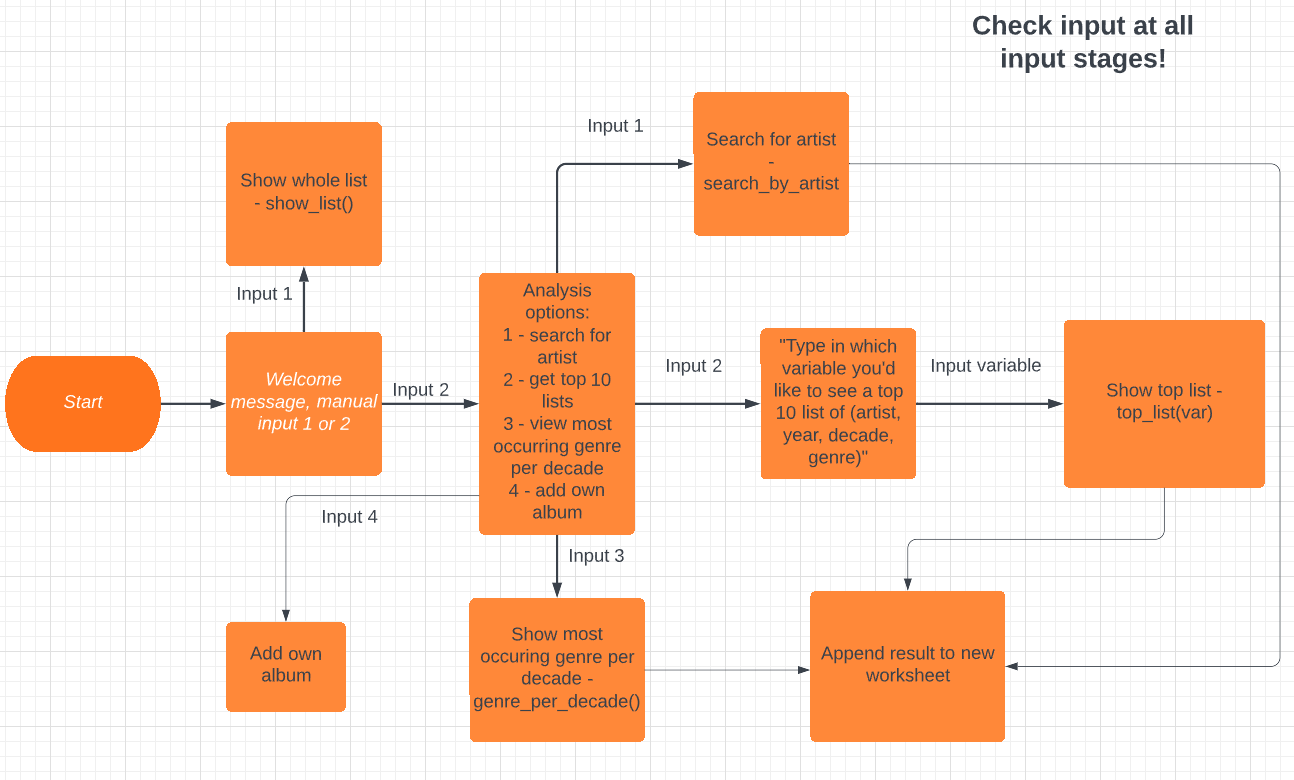 Check input at all
input stages!
Input 1
Search for artist
-
search_by_artist
Show whole list
- show_list()
Input 1
Analysis
options:
1 - search for
artist
2 - get top 10
lists
3 - view most
occurring genre
per decade
4 - add own
album
Start
Welcome
message, manual
input 1 or 2
Input 2
Input 2
"Type in which
variable you'd
like to see a top
10 list of (artist,
year, decade,
genre)"
Input variable
Show top list -
top_list(var)
Input 4
Input 3
Add own
album
Show most
occuring genre per
decade -
genre_per_decade()
Append result to new
worksheet